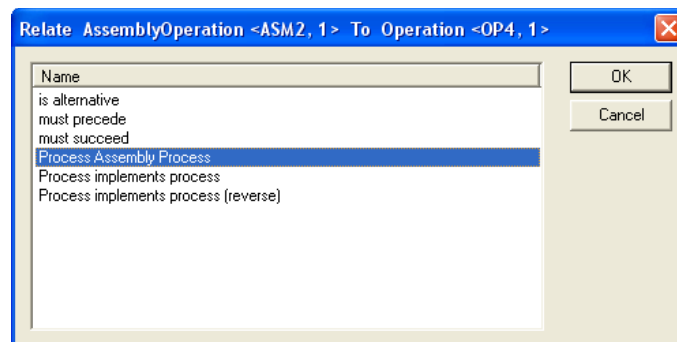 Relate AssemblyOperation <ASM2, 1> To Operation <OP4, 1>
Name
OK
is alternative
must precede
Cancel
must succeed
Process Assembly Process
Process implements process
Process implements process (reverse)